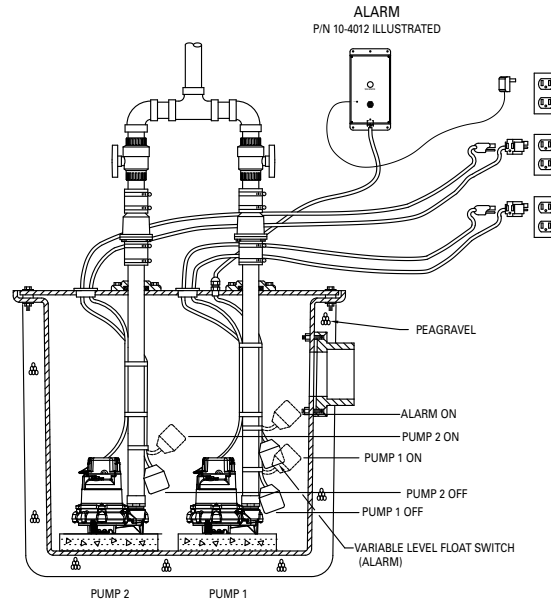 ALARM
P/N 10-4012 ILLUSTRATED
PEAGRAVEL
ALARM ON
PUMP 2 ON
PUMP 1 ON
PUMP 2 OFF
PUMP 1 OFF
VARIABLE LEVEL FLOAT SWITCH
(ALARM)
PUMP 2
PUMP 1